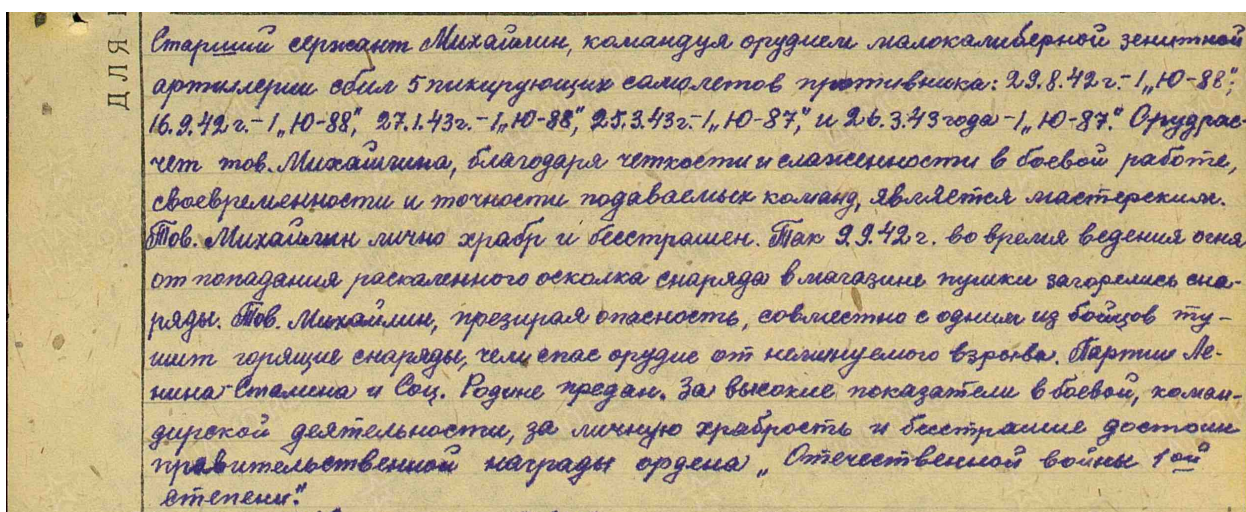 ДЛЯ
Старший сержант Михайлин, командуя орудием малокалиберной зенитной
артиллерии сбил 5 пикирующих самолетов противника: 29.8.42 г. – 1 „Ю-88";
16.9.42 г. – 1 „Ю-88", 27.1.43 г. – 1 „Ю-88", 25.3.43 г. – 1 „Ю-87", и 26.3.43 года – 1 „Ю-87". Орудрас-
чет тов. Михайлина, благодаря четкости и слаженности в боевой работе,
своевременности и точности подаваемых команд, является мастерским.
Тов. Михайлин лично храбр и бесстрашен. Так 9.9.42 г. во время ведения огня
от попадания раскаленного осколка снаряда в магазине пушки загорелись сна-
ряды. Тов. Михайлин, презирая опасность, совместно с одним из бойцов ту-
шит горящие снаряды, чем спас орудие от неминуемого взрыва. Партии Ле-
нина-Сталина и Соц. Родине предан. За высокие показатели в боевой, коман-
дирской деятельности, за личную храбрость и бесстрашие достоин
правительственной награды ордена „Отечественной войны 1ой
степени".